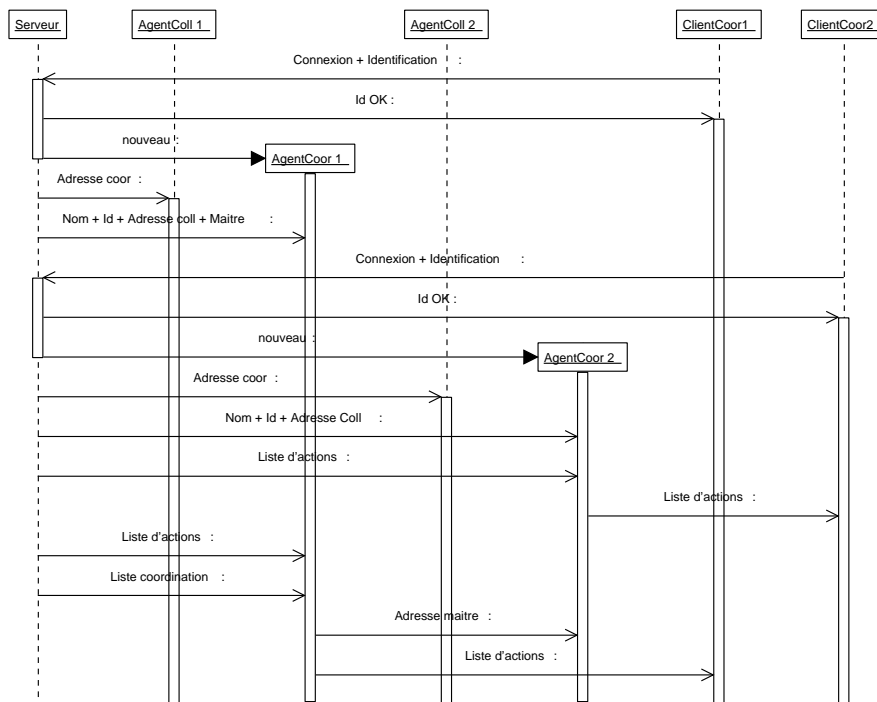 Serveur
AgentColl 1
AgentColl 2
ClientCoor1
ClientCoor2
Connexion + Identification :
Id OK :
nouveau :
AgentCoor 1
Adresse coor :
Nom + Id + Adresse coll + Maitre :
Connexion + Identification :
Id OK :
nouveau :
AgentCoor 2
Adresse coor :
Nom + Id + Adresse Coll :
Liste d'actions :
Liste d'actions :
Liste d'actions :
Liste coordination :
Adresse maitre :
Liste d'actions :